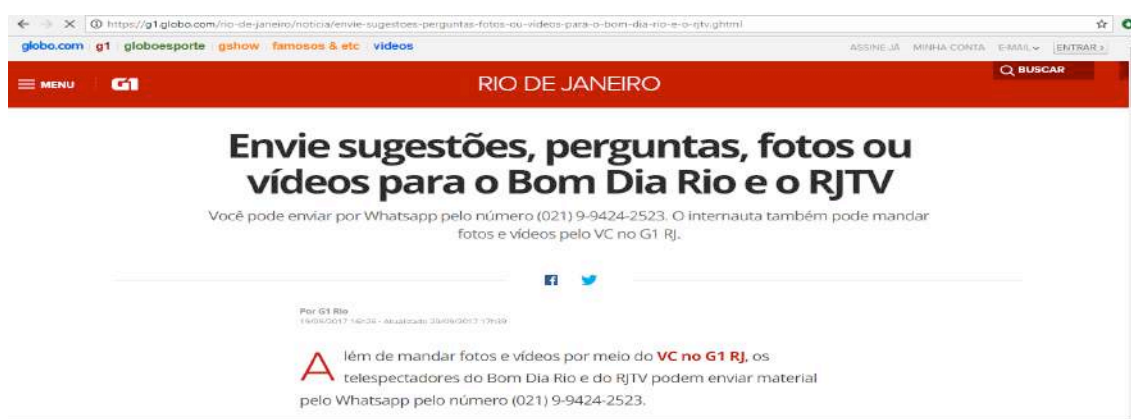 https://g1.globo.com/rio-de-janeiro/noticia/envie-sugestoes-perguntas-fotos-ou-videos-para-o-bom-dia-rio-e-o-rjtv.ghtml
globo.com g1 globoesporte gshow famosos & etc videos ASSINE JÁ MINHA CONTA E-MAIL ENTRAR ›
MENU G1 RIO DE JANEIRO BUSCAR
Envie sugestões, perguntas, fotos ou
vídeos para o Bom Dia Rio e o RJTV
Você pode enviar por Whatsapp pelo número (021) 9-9424-2523. O internauta também pode mandar
fotos e vídeos pelo VC no G1 RJ.
Por G1 Rio
Atualizado
Além de mandar fotos e vídeos por meio do VC no G1 RJ, os
telespectadores do Bom Dia Rio e do RJTV podem enviar material
pelo Whatsapp pelo número (021) 9-9424-2523.